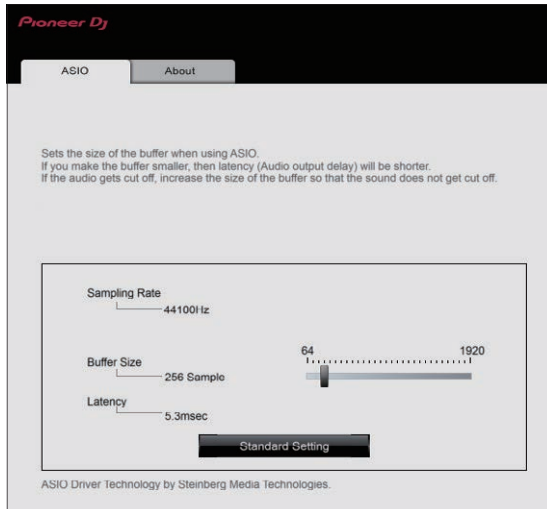 Pioneer Dj
ASIO
About
Sets the size of the buffer when using ASIO.
If you make the buffer smaller, then latency (Audio output delay) will be shorter.
If the audio gets cut off, increase the size of the buffer so that the sound does not get cut off.
Sampling Rate
44100Hz
64
1920
Buffer Size
256 Sample
Latency
5.3msec
Standard Setting
ASIO Driver Technology by Steinberg Media Technologies.